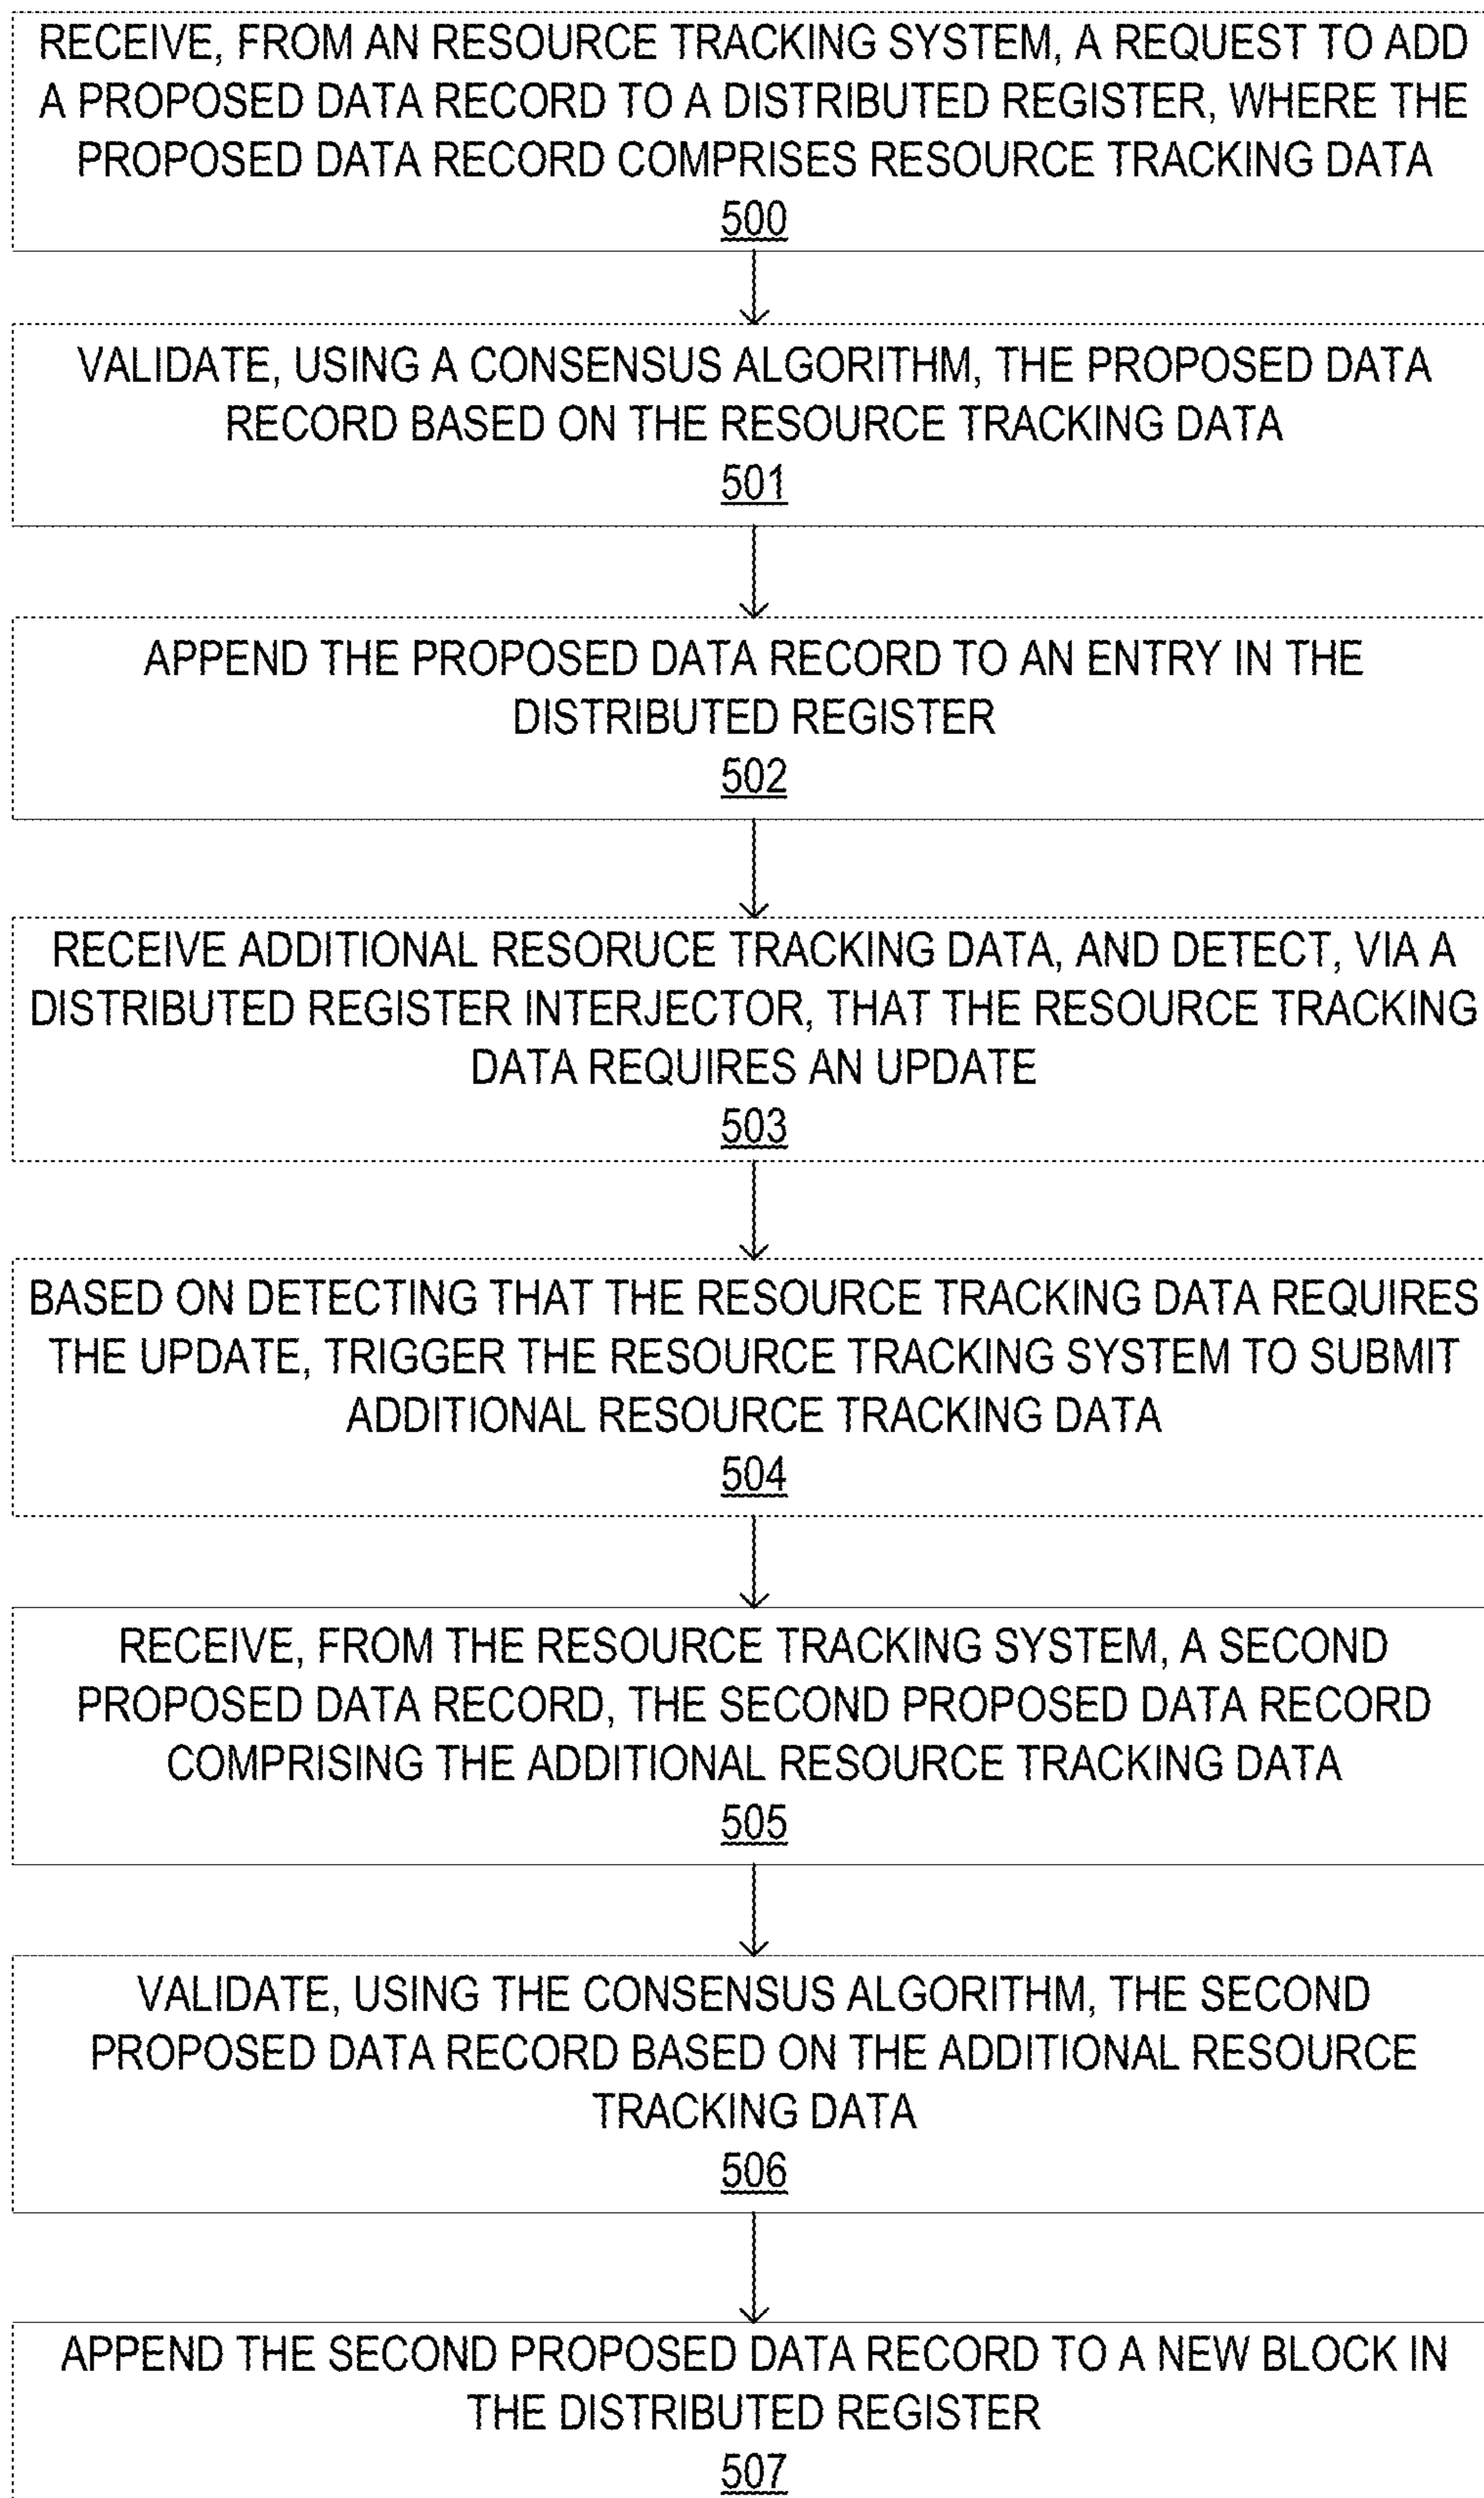 RECEIVE, FROM AN RESOURCE TRACKING SYSTEM, A REQUEST TO ADD
A PROPOSED DATA RECORD TO A DISTRIBUTED REGISTER, WHERE THE
PROPOSED DATA RECORD COMPRISES RESOURCE TRACKING DATA
500
VALIDATE, USING A CONSENSUS ALGORITHM, THE PROPOSED DATA
RECORD BASED ON THE RESOURCE TRACKING DATA
501
APPEND THE PROPOSED DATA RECORD TO AN ENTRY IN THE
DISTRIBUTED REGISTER
502
RECEIVE ADDITIONAL RESORUCE TRACKING DATA, AND DETECT, VIA A
DISTRIBUTED REGISTER INTERJECTOR, THAT THE RESOURCE TRACKING
DATA REQUIRES AN UPDATE
503
BASED ON DETECTING THAT THE RESOURCE TRACKING DATA REQUIRES
THE UPDATE, TRIGGER THE RESOURCE TRACKING SYSTEM TO SUBMIT
ADDITIONAL RESOURCE TRACKING DATA
504
RECEIVE, FROM THE RESOURCE TRACKING SYSTEM, A SECOND
PROPOSED DATA RECORD, THE SECOND PROPOSED DATA RECORD
COMPRISING THE ADDITIONAL RESOURCE TRACKING DATA
505
VALIDATE, USING THE CONSENSUS ALGORITHM, THE SECOND
PROPOSED DATA RECORD BASED ON THE ADDITIONAL RESOURCE
TRACKING DATA
506
APPEND THE SECOND PROPOSED DATA RECORD TO A NEW BLOCK IN
THE DISTRIBUTED REGISTER
507